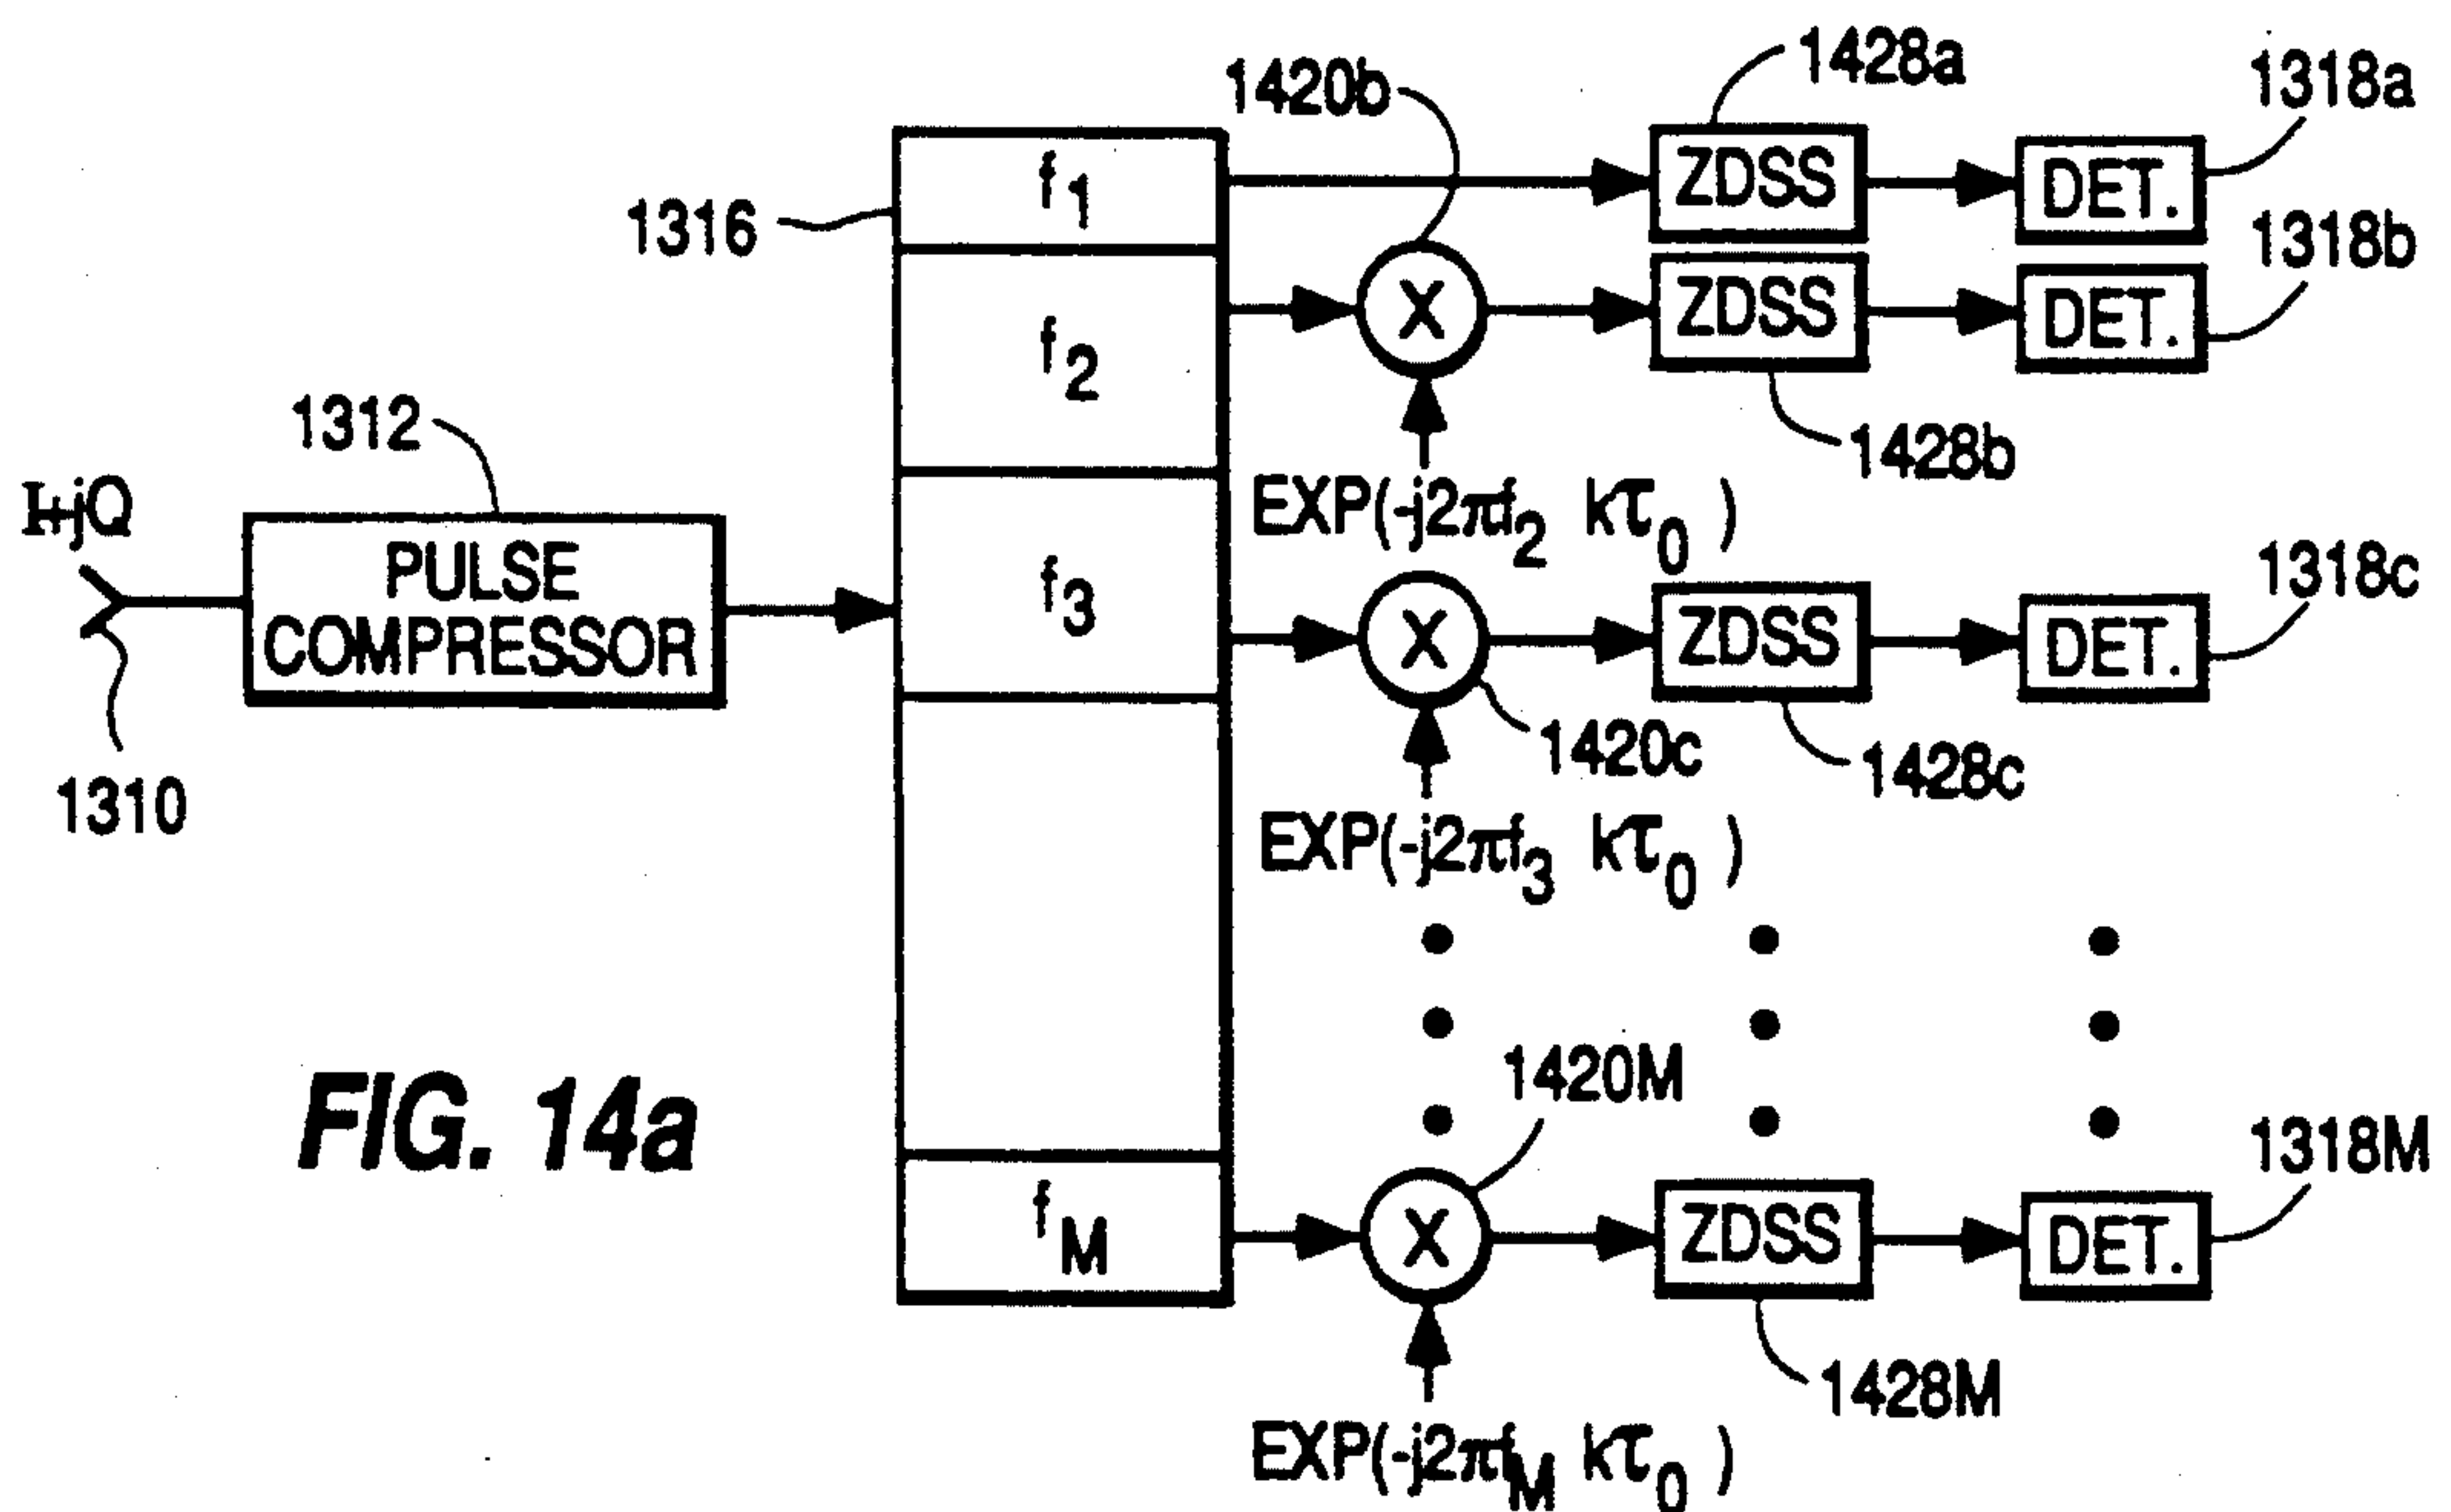 1428a
1420b
1318a
f1
ZDSS
DET.
1316
1318b
f2
X
ZDSS
DET.
1312
1428b
I+jQ
EXP(-j2πf2 kτ0 )
PULSE
COMPRESSOR
f3
1318c
X
ZDSS
DET.
1420c
1428c
1310
EXP(-j2πf3 kτ0 )
1420M
FIG. 14a
1318M
fM
X
ZDSS
DET.
1428M
EXP(-j2πfM kτ0 )